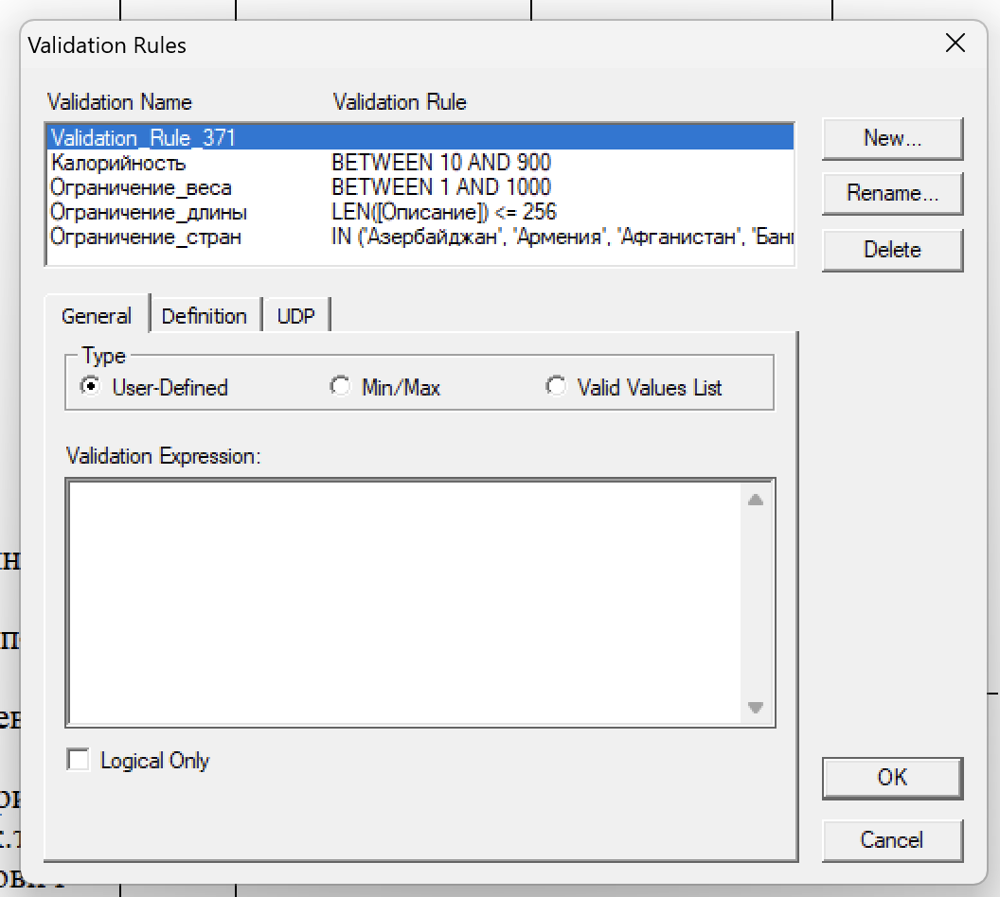 Validation Rules
Validation Name Validation Rule
Validation_Rule_371
Калорийность BETWEEN 10 AND 900
Ограничение_веса BETWEEN 1 AND 1000
Ограничение_длины LEN([Описание]) <= 256
Ограничение_стран IN ('Азербайджан', 'Армения', 'Афганистан', 'Банг
New...
Rename...
Delete
General Definition UDP
Type
User-Defined Min/Max Valid Values List
Validation Expression:
Logical Only
OK
Cancel